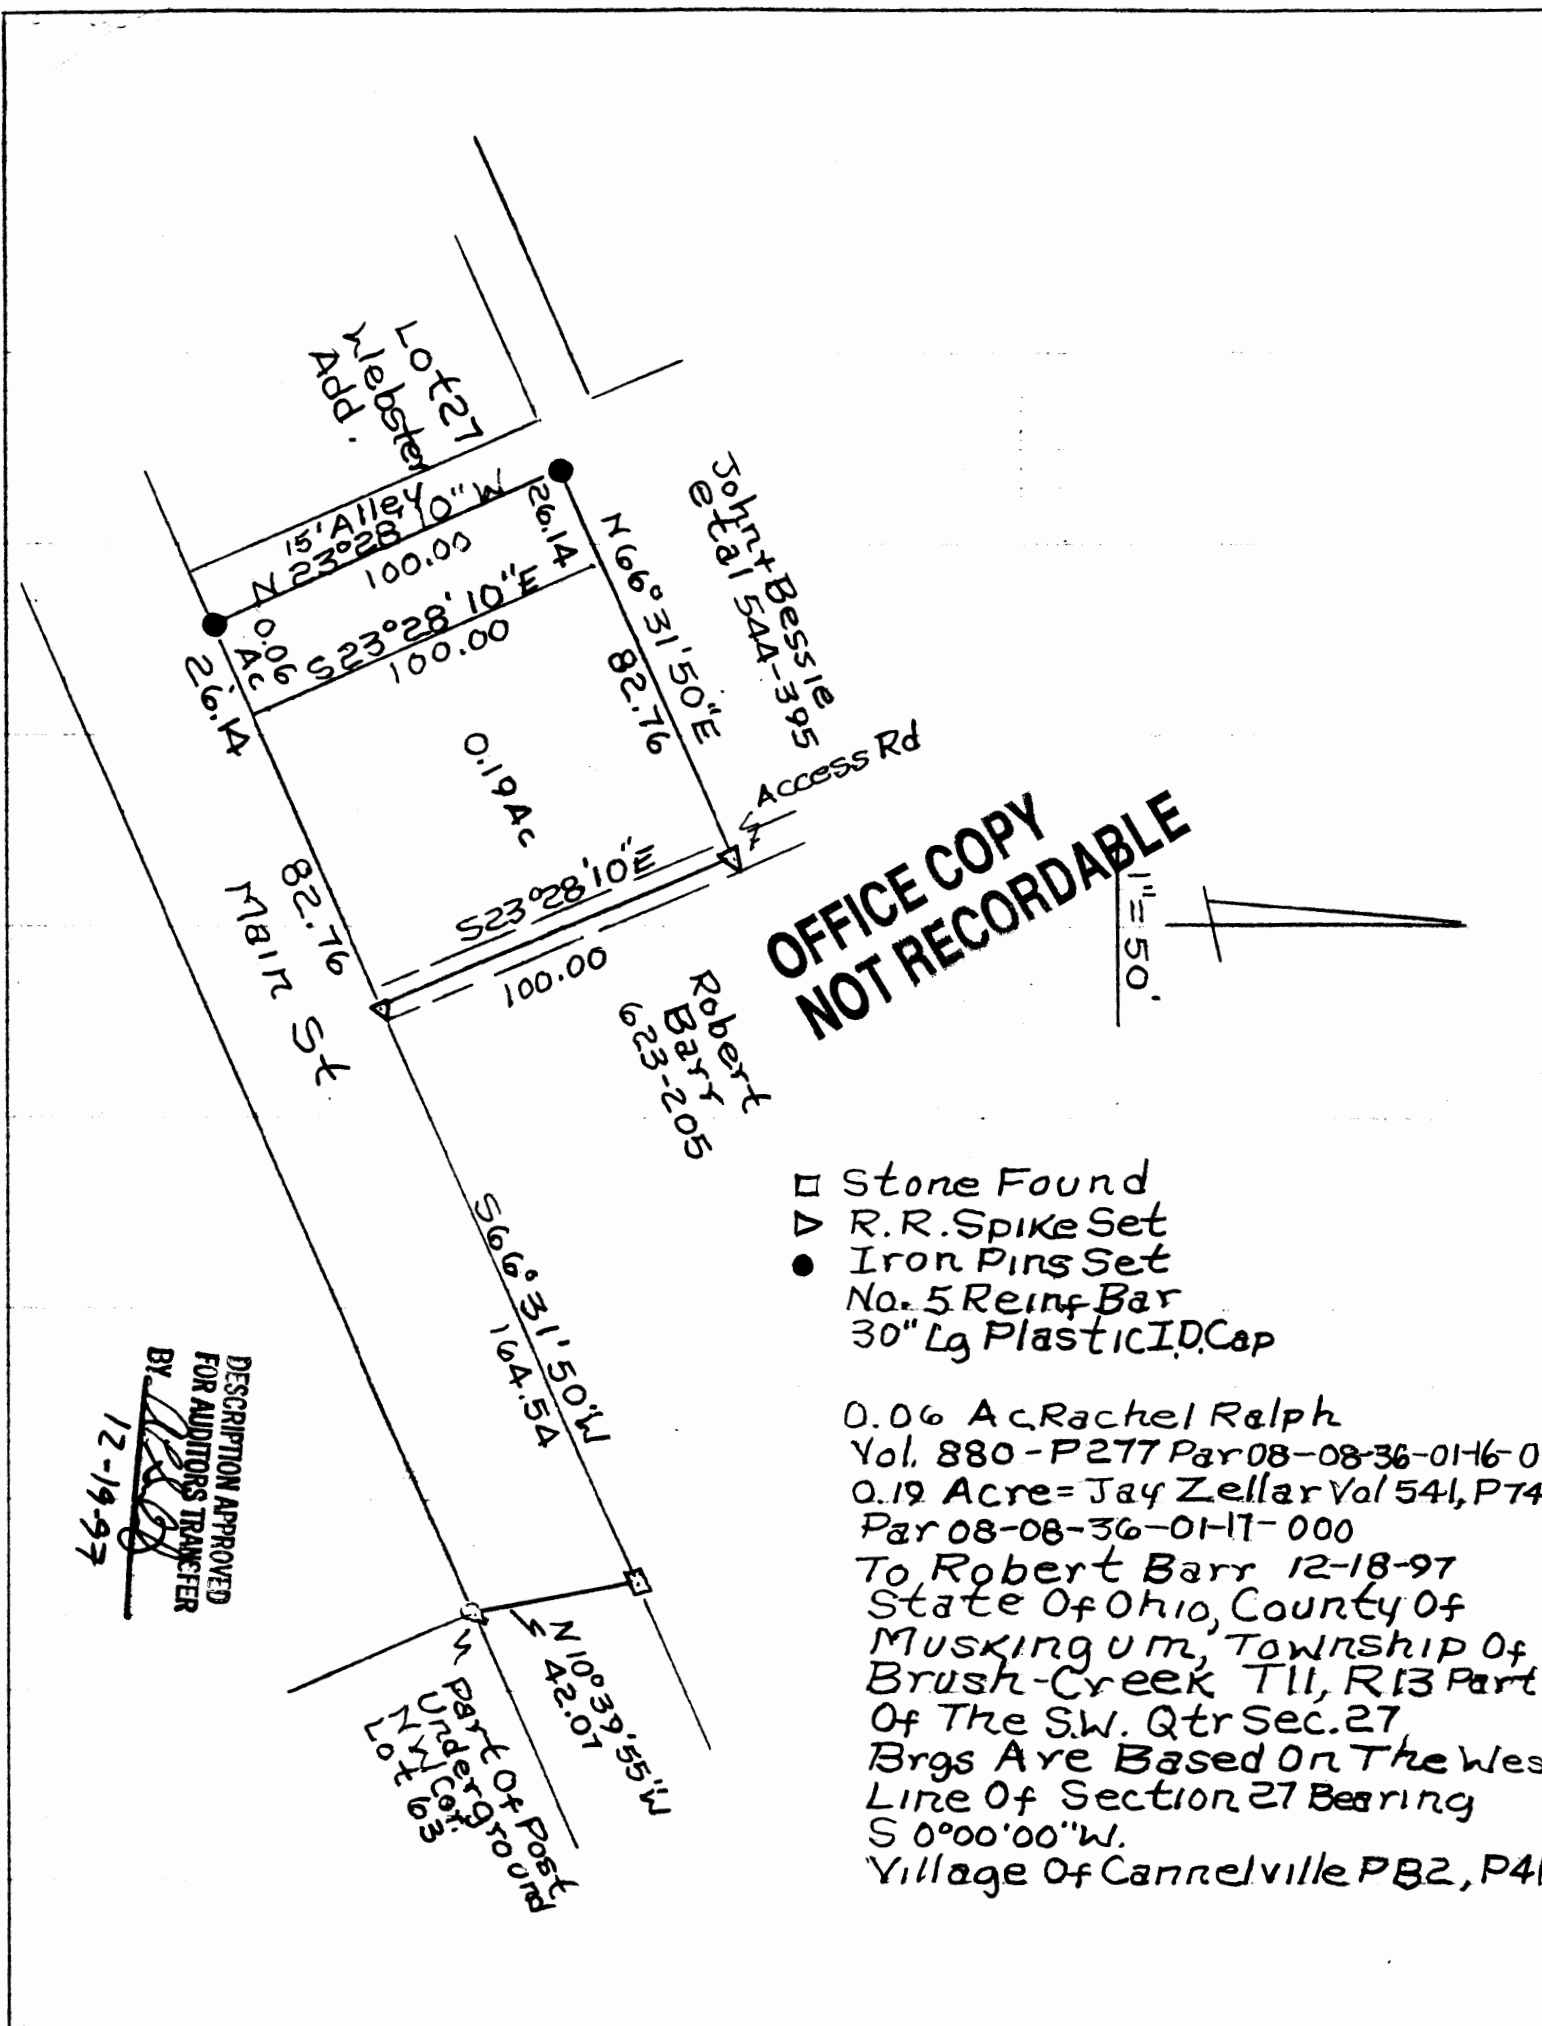 Lot 27
Webster
Add.
15' Alley
N 23°28'10" W
100.00
26.14
0.06
Ac
S 23°28'10"E
100.00
26.14
N 66°31'50"E
82.76
John + Bessie
etal 544-395
Access Rd
0.19 Ac
82.76
S23°28'10"E
100.00
Main St
Robert
Barr
623-205
OFFICE COPY
NOT RECORDABLE
1"=50'
S66°31'50"W
164.54
N 10°39'55"W
42.07
Part Of Post
Underground
NW Cor.
Lot 63
DESCRIPTION APPROVED
FOR AUDITORS TRANSFER
BY
12-19-97
Stone Found
R.R. Spike Set
Iron Pins Set
No. 5 Reinf Bar
30" Lg Plastic I.D. Cap
0.06 Ac Rachel Ralph
Vol. 880-P277 Par 08-08-36-01-16-0
0.19 Acre= Jay Zellar Vol 541, P74
Par 08-08-36-01-17-000
To Robert Barr 12-18-97
State Of Ohio, County Of
Muskingum, Township Of
Brush-Creek T11, R13 Part
Of The S.W. Qtr Sec. 27
Brgs Are Based On The Wes
Line Of Section 27 Bearing
S 0°00'00"W.
Village Of Cannelville PB2, P41